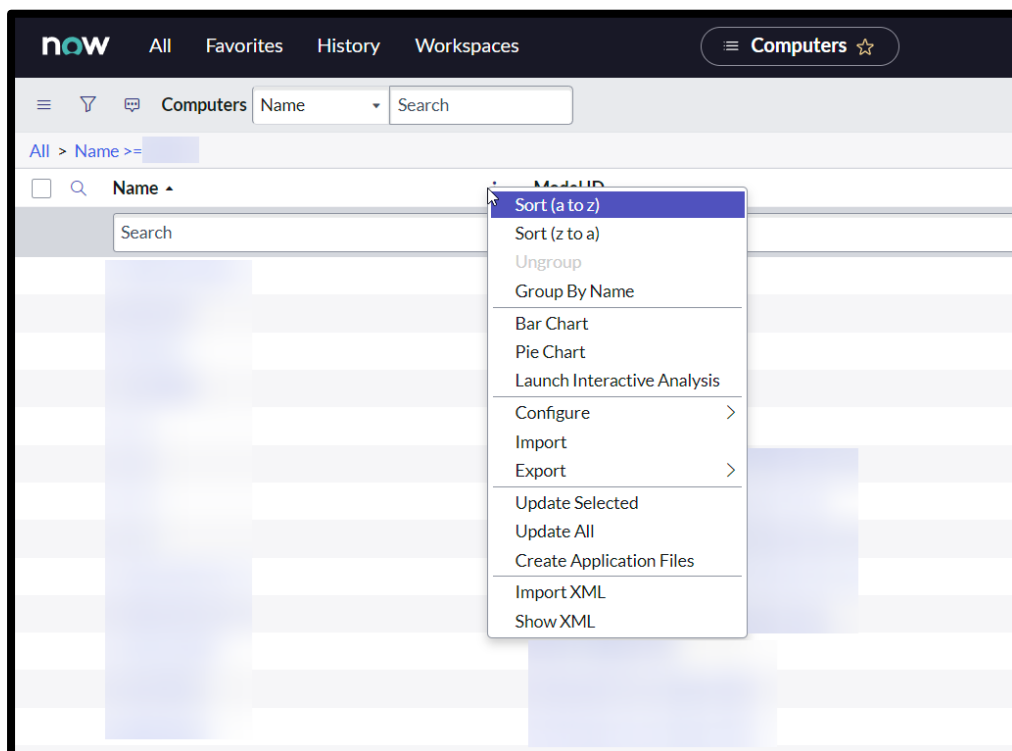 now All Favorites History Workspaces Computers
Computers Name Search
All > Name >=
Name Model ID
Search
Sort (a to z)
Sort (z to a)
Ungroup
Group By Name
Bar Chart
Pie Chart
Launch Interactive Analysis
Configure
Import
Export
Update Selected
Update All
Create Application Files
Import XML
Show XML